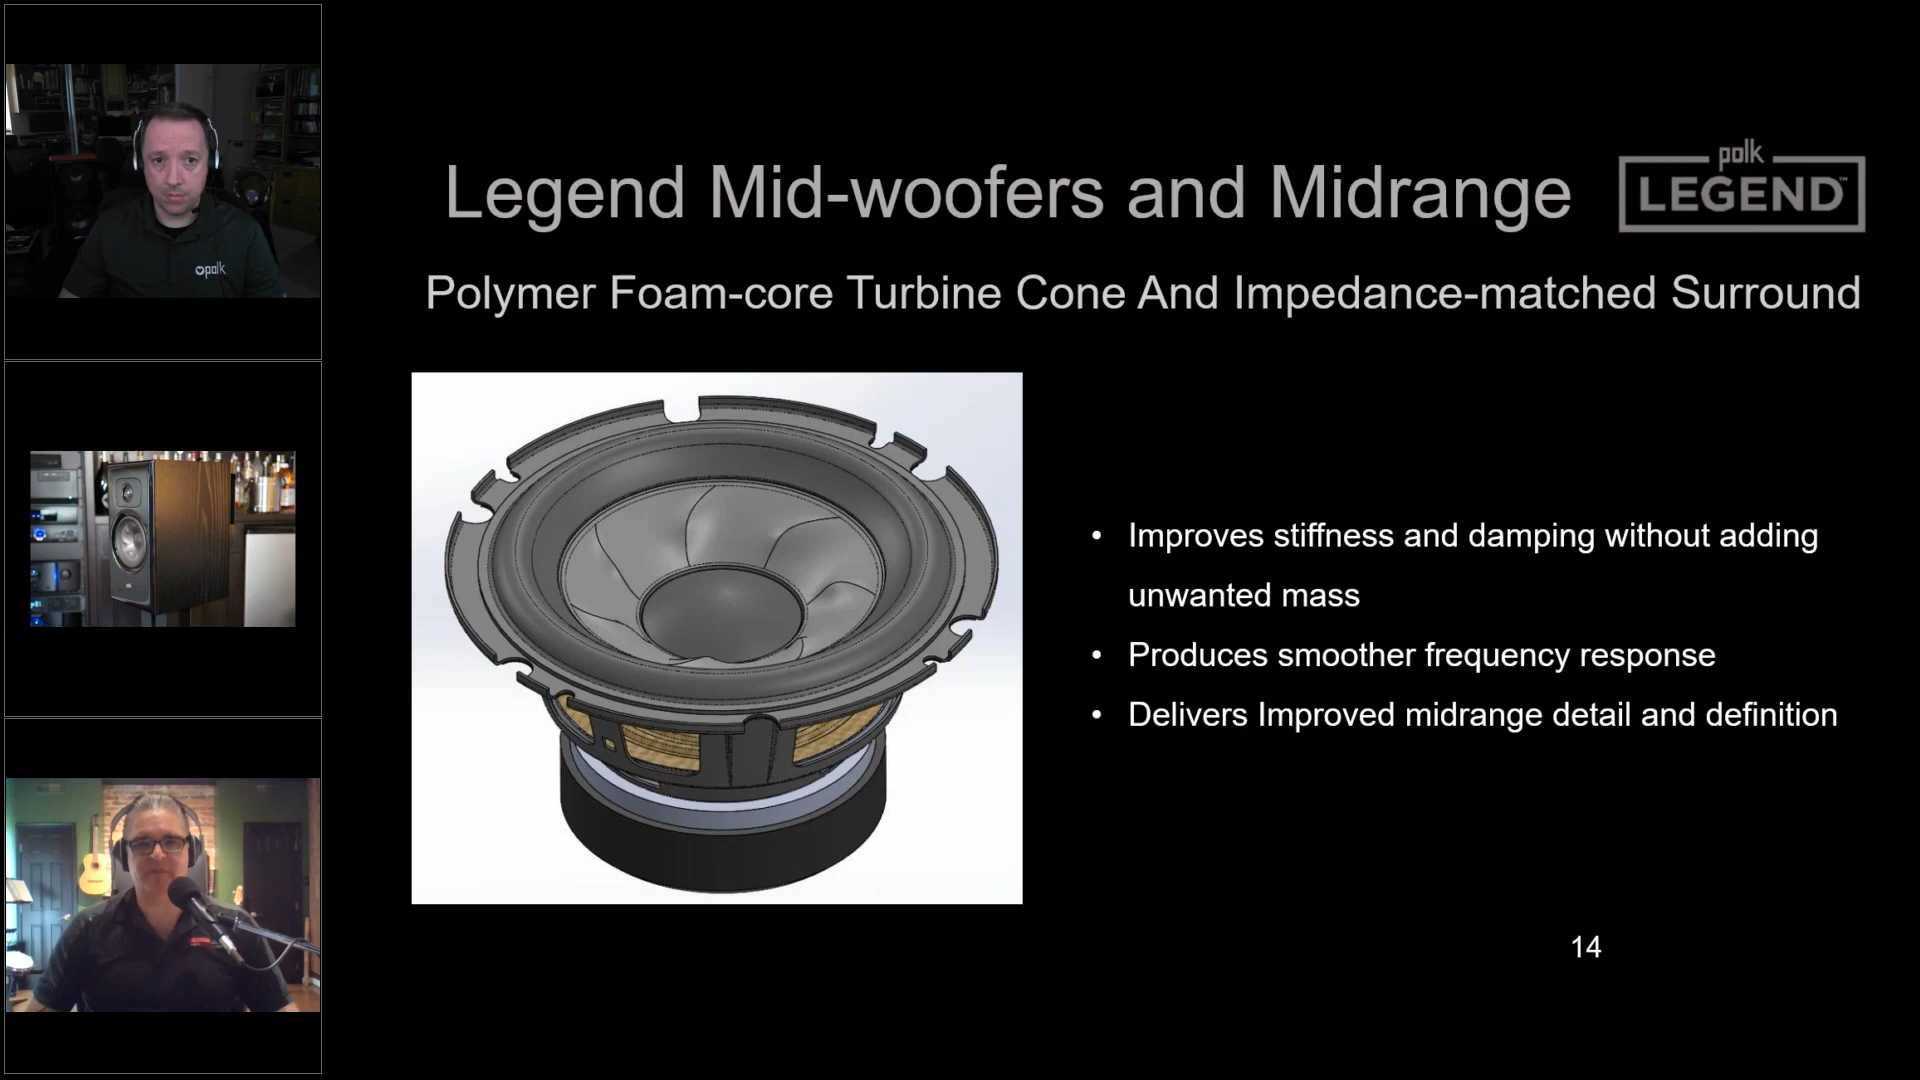 polk
Legend Mid-woofers and Midrange
polk
LEGEND™
Polymer Foam-core Turbine Cone And Impedance-matched Surround
• Improves stiffness and damping without adding
unwanted mass
• Produces smoother frequency response
• Delivers Improved midrange detail and definition
14